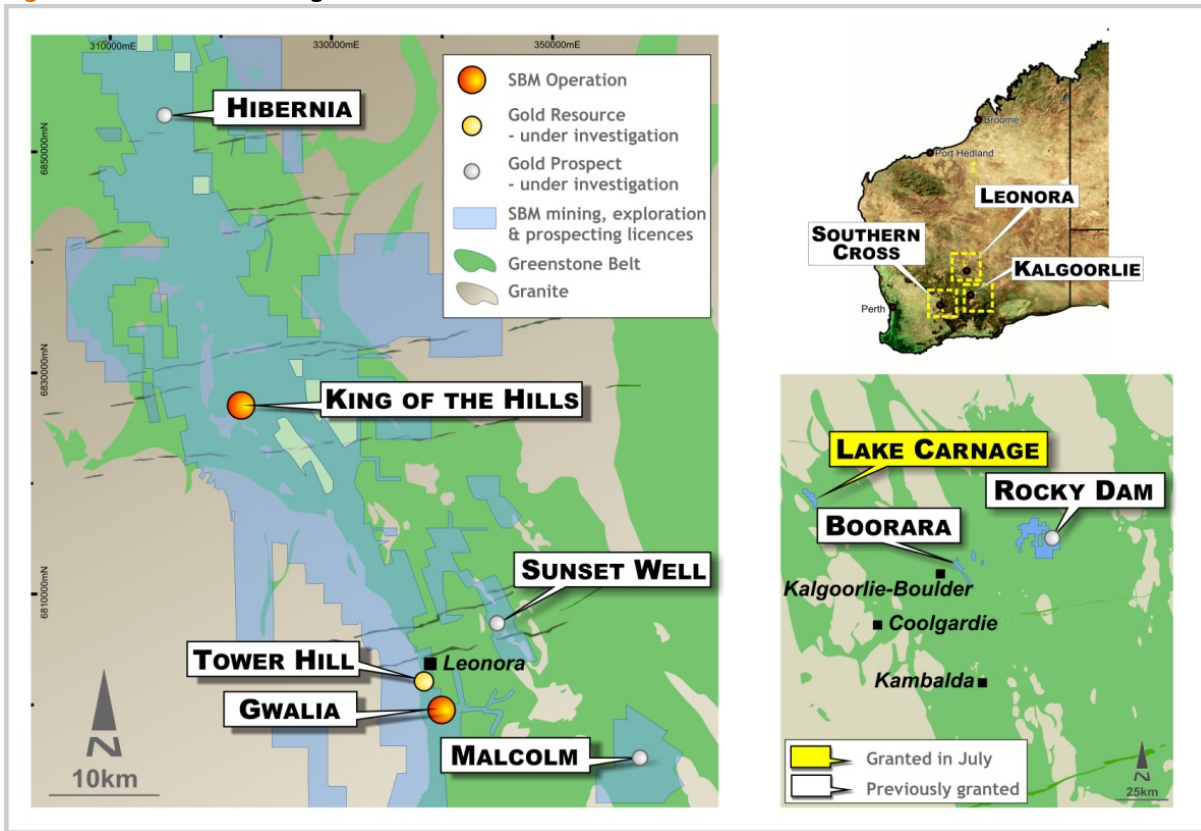 310000mE
330000mE
350000mE
6850000mN
6830000mN
6810000mN
HIBERNIA
KING OF THE HILLS
SUNSET WELL
TOWER HILL
Leonora
GWALIA
MALCOLM
N
10km
SBM Operation
Gold Resource
- under investigation
Gold Prospect
- under investigation
SBM mining, exploration
& prospecting licences
Greenstone Belt
Granite
Broome
Port Hedland
LEONORA
SOUTHERN
CROSS
KALGOORLIE
Perth
LAKE CARNAGE
ROCKY DAM
BOORARA
Kalgoorlie-Boulder
Coolgardie
Kambalda
Granted in July
Previously granted
N
25km